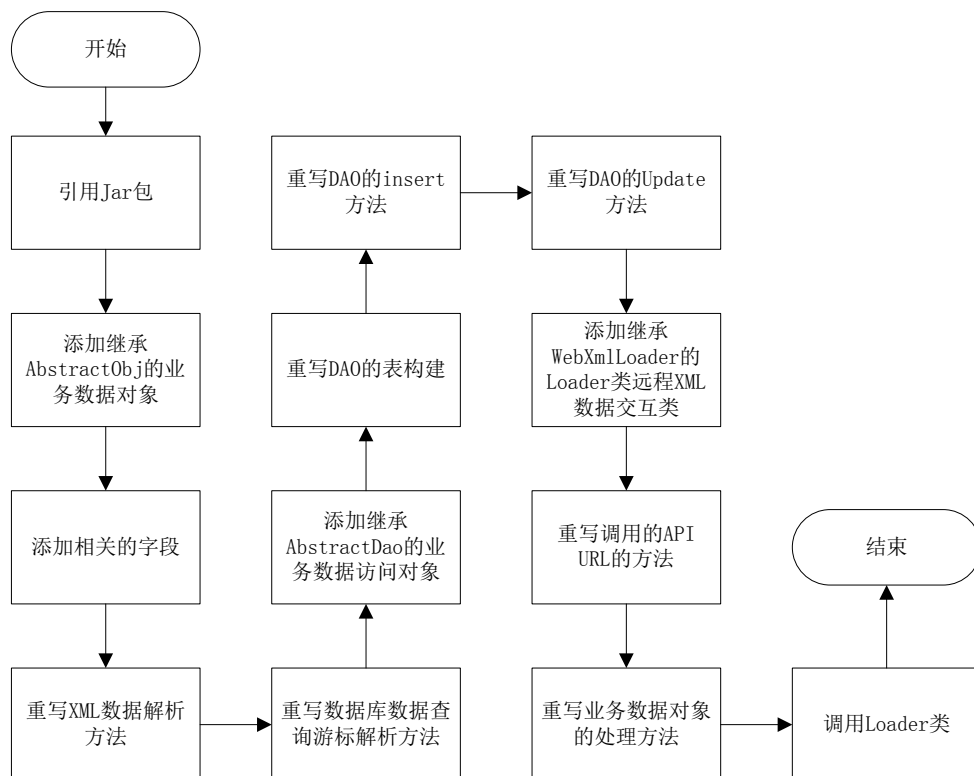 开始
引用Jar包
添加继承
AbstractObj的业
务数据对象
添加相关的字段
重写XML数据解析
方法
重写数据库数据查
询游标解析方法
添加继承
AbstractDao的业
务数据访问对象
重写DAO的表构建
重写DAO的insert
方法
重写DAO的Update
方法
添加继承
WebXmlLoader的
Loader类远程XML
数据交互类
重写调用的API
URL的方法
重写业务数据对象
的处理方法
调用Loader类
结束